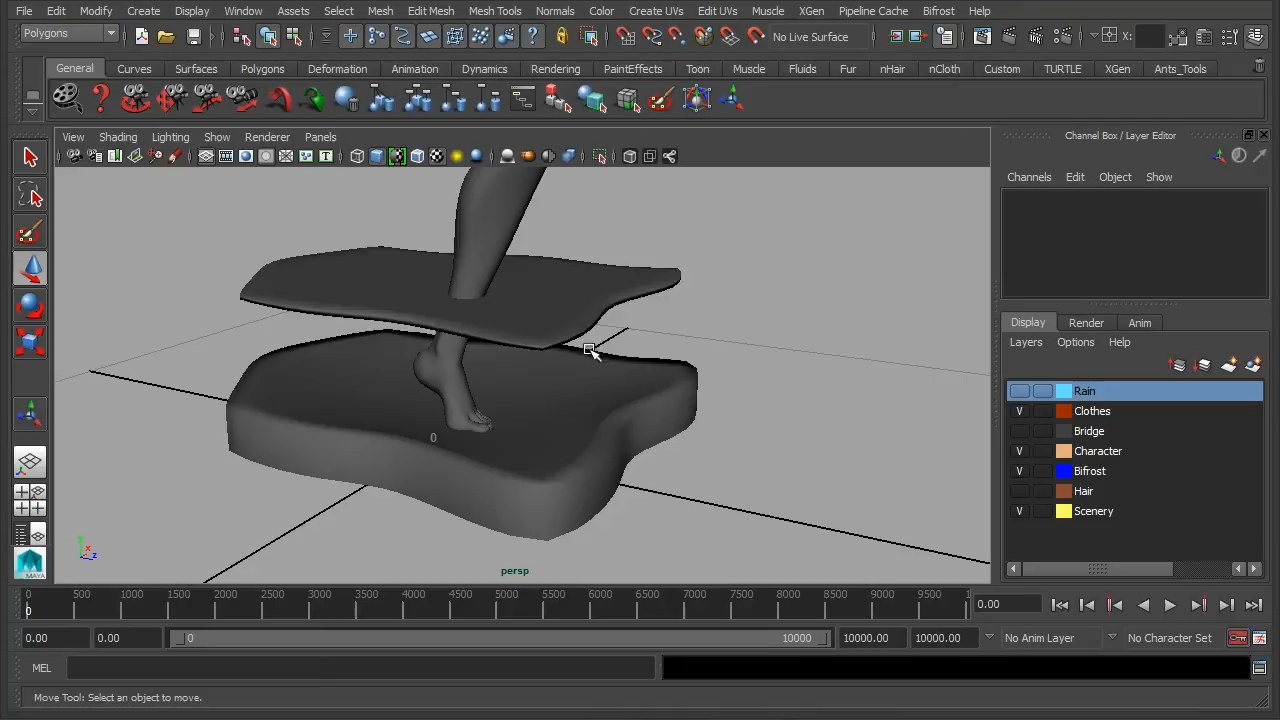 File Edit Modify Create Display Window Assets Select Mesh Edit Mesh Mesh Tools Normals Color Create UVs Edit UVs Muscle XGen Pipeline Cache Bifrost Help
Polygons No Live Surface X:
General Curves Surfaces Polygons Deformation Animation Dynamics Rendering PaintEffects Toon Muscle Fluids Fur nHair nCloth Custom TURTLE XGen Ants_Tools
View Shading Lighting Show Renderer Panels
Channel Box / Layer Editor
Channels Edit Object Show
Display Render Anim
Layers Options Help
Rain
V Clothes
Bridge
V Character
V Bifrost
Hair
V Scenery
0
y x z
persp
MAYA
0 500 1000 1500 2000 2500 3000 3500 4000 4500 5000 5500 6000 6500 7000 7500 8000 8500 9000 9500 1
0
0.00
0.00 0.00 0 10000 10000.00 10000.00 No Anim Layer No Character Set
MEL
Move Tool: Select an object to move.